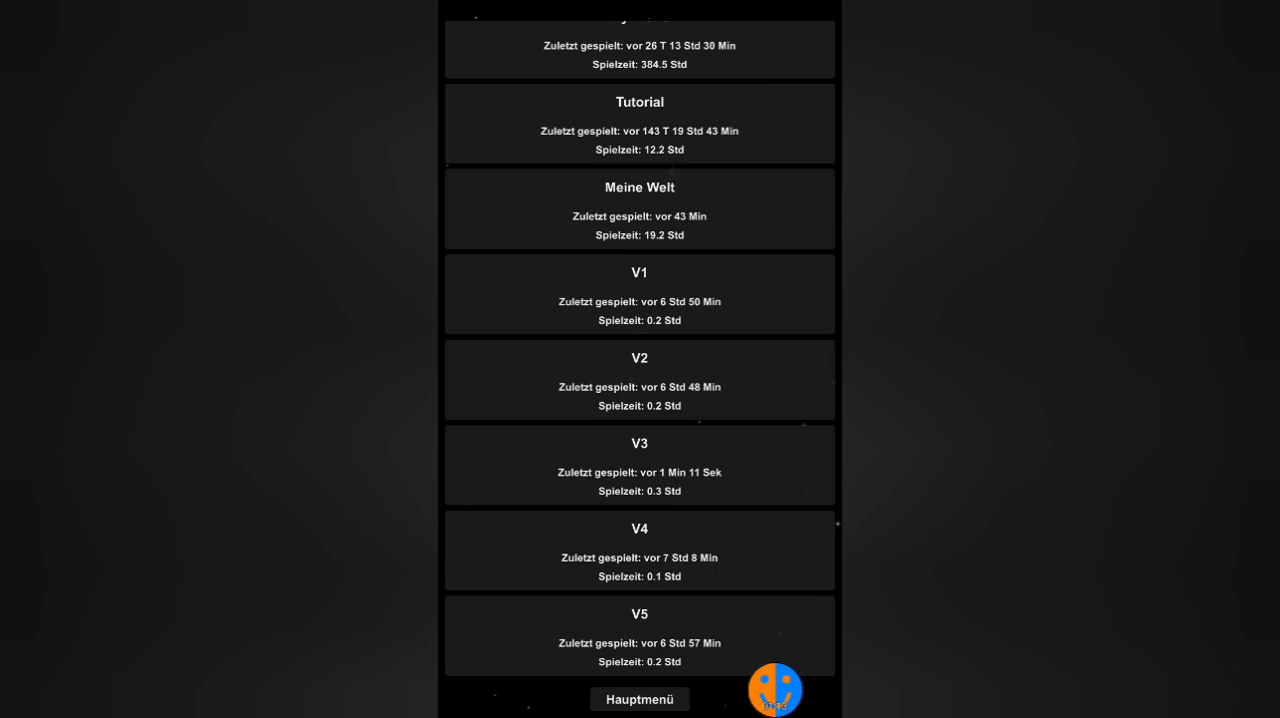 Zuletzt gespielt: vor 26 T 13 Std 30 Min
Spielzeit: 384.5 Std
Tutorial
Zuletzt gespielt: vor 143 T 19 Std 43 Min
Spielzeit: 12.2 Std
Meine Welt
Zuletzt gespielt: vor 43 Min
Spielzeit: 19.2 Std
V1
Zuletzt gespielt: vor 6 Std 50 Min
Spielzeit: 0.2 Std
V2
Zuletzt gespielt: vor 6 Std 48 Min
Spielzeit: 0.2 Std
V3
Zuletzt gespielt: vor 1 Min 11 Sek
Spielzeit: 0.3 Std
V4
Zuletzt gespielt: vor 7 Std 8 Min
Spielzeit: 0.1 Std
V5
Zuletzt gespielt: vor 6 Std 57 Min
Spielzeit: 0.2 Std
Hauptmenü